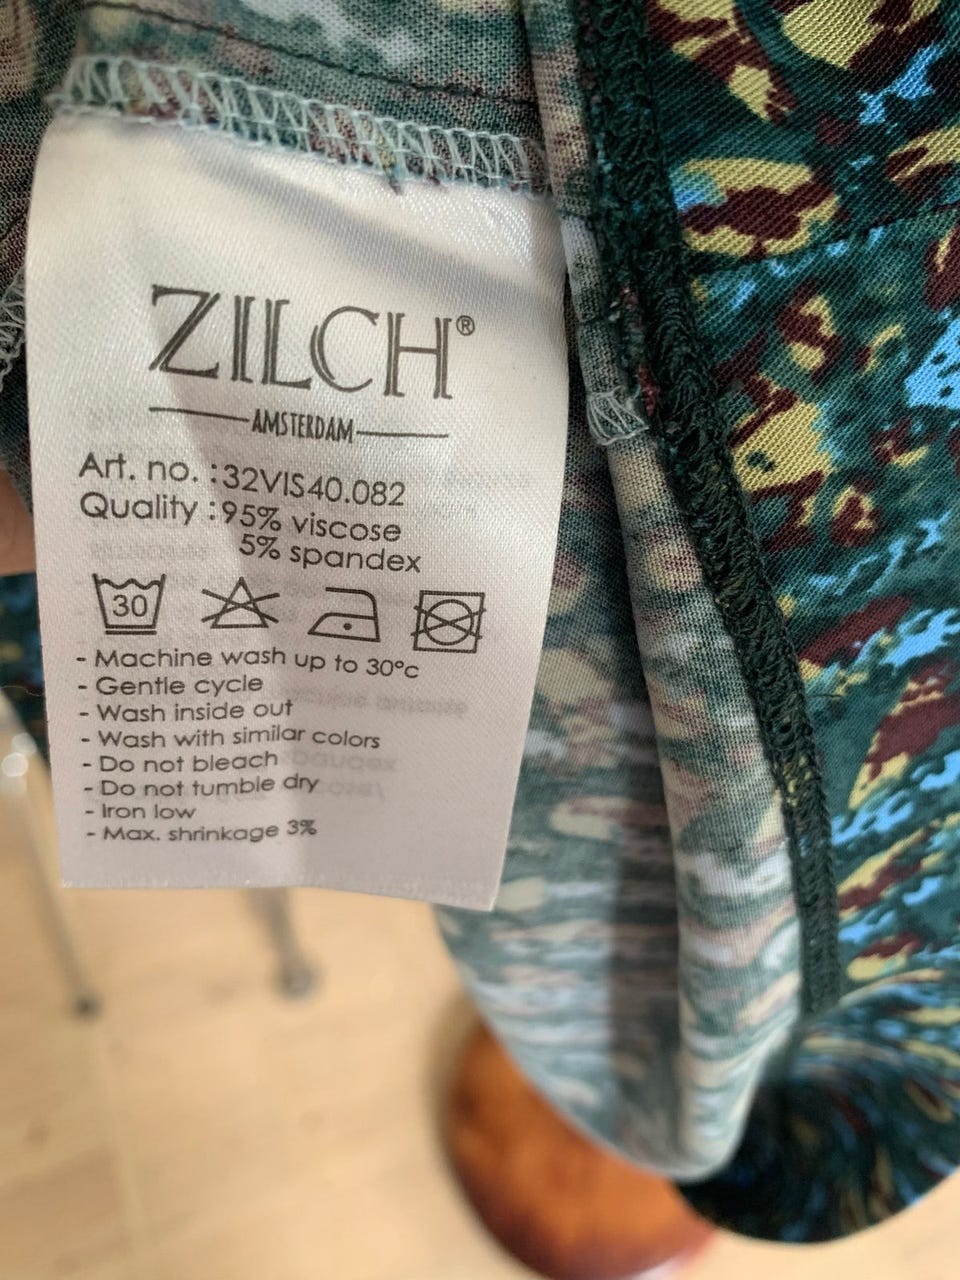 ZILCH®
AMSTERDAM
Art. no. :32VIS40.082
Quality :95% viscose
5% spandex
30
- Machine wash up to 30°c
- Gentle cycle
- Wash inside out
- Wash with similar colors
- Do not bleach
- Do not tumble dry
- Iron low
- Max. shrinkage 3%